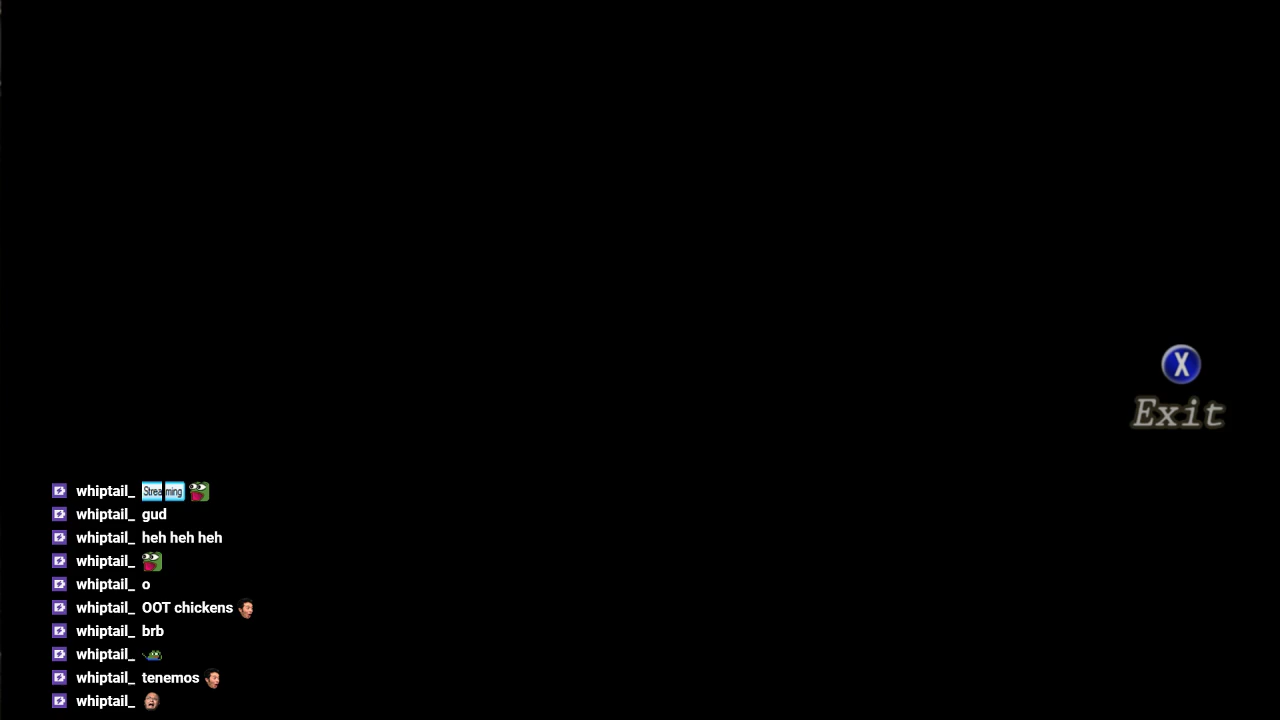 X
Exit
whiptail_ Streaming
whiptail_ gud
whiptail_ heh heh heh
whiptail_
whiptail_ o
whiptail_ OOT chickens
whiptail_ brb
whiptail_
whiptail_ tenemos
whiptail_